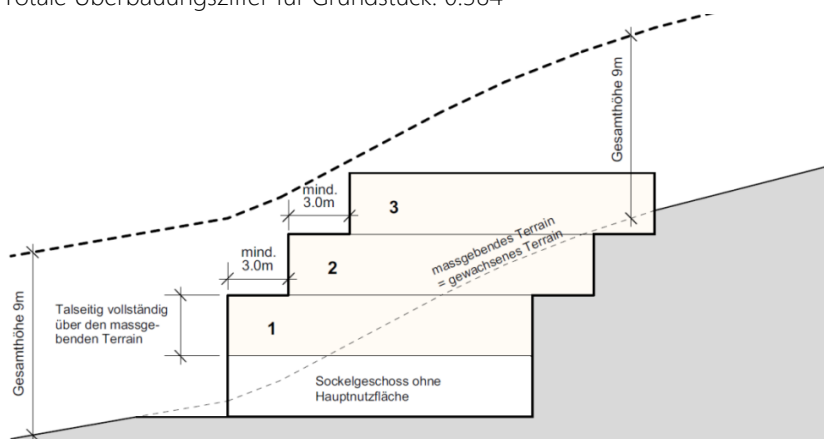 Totale Überbauungsziffer für Grundstück: 0.564
Gesamthöhe 9m
mind.
3.0m
3
massgebendes Terrain
= gewachsenes Terrain
mind.
3.0m
2
Talseitig vollständig
über den massge-
benden Terrain
1
Gesamthöhe 9m
Sockelgeschoss ohne
Hauptnutzfläche